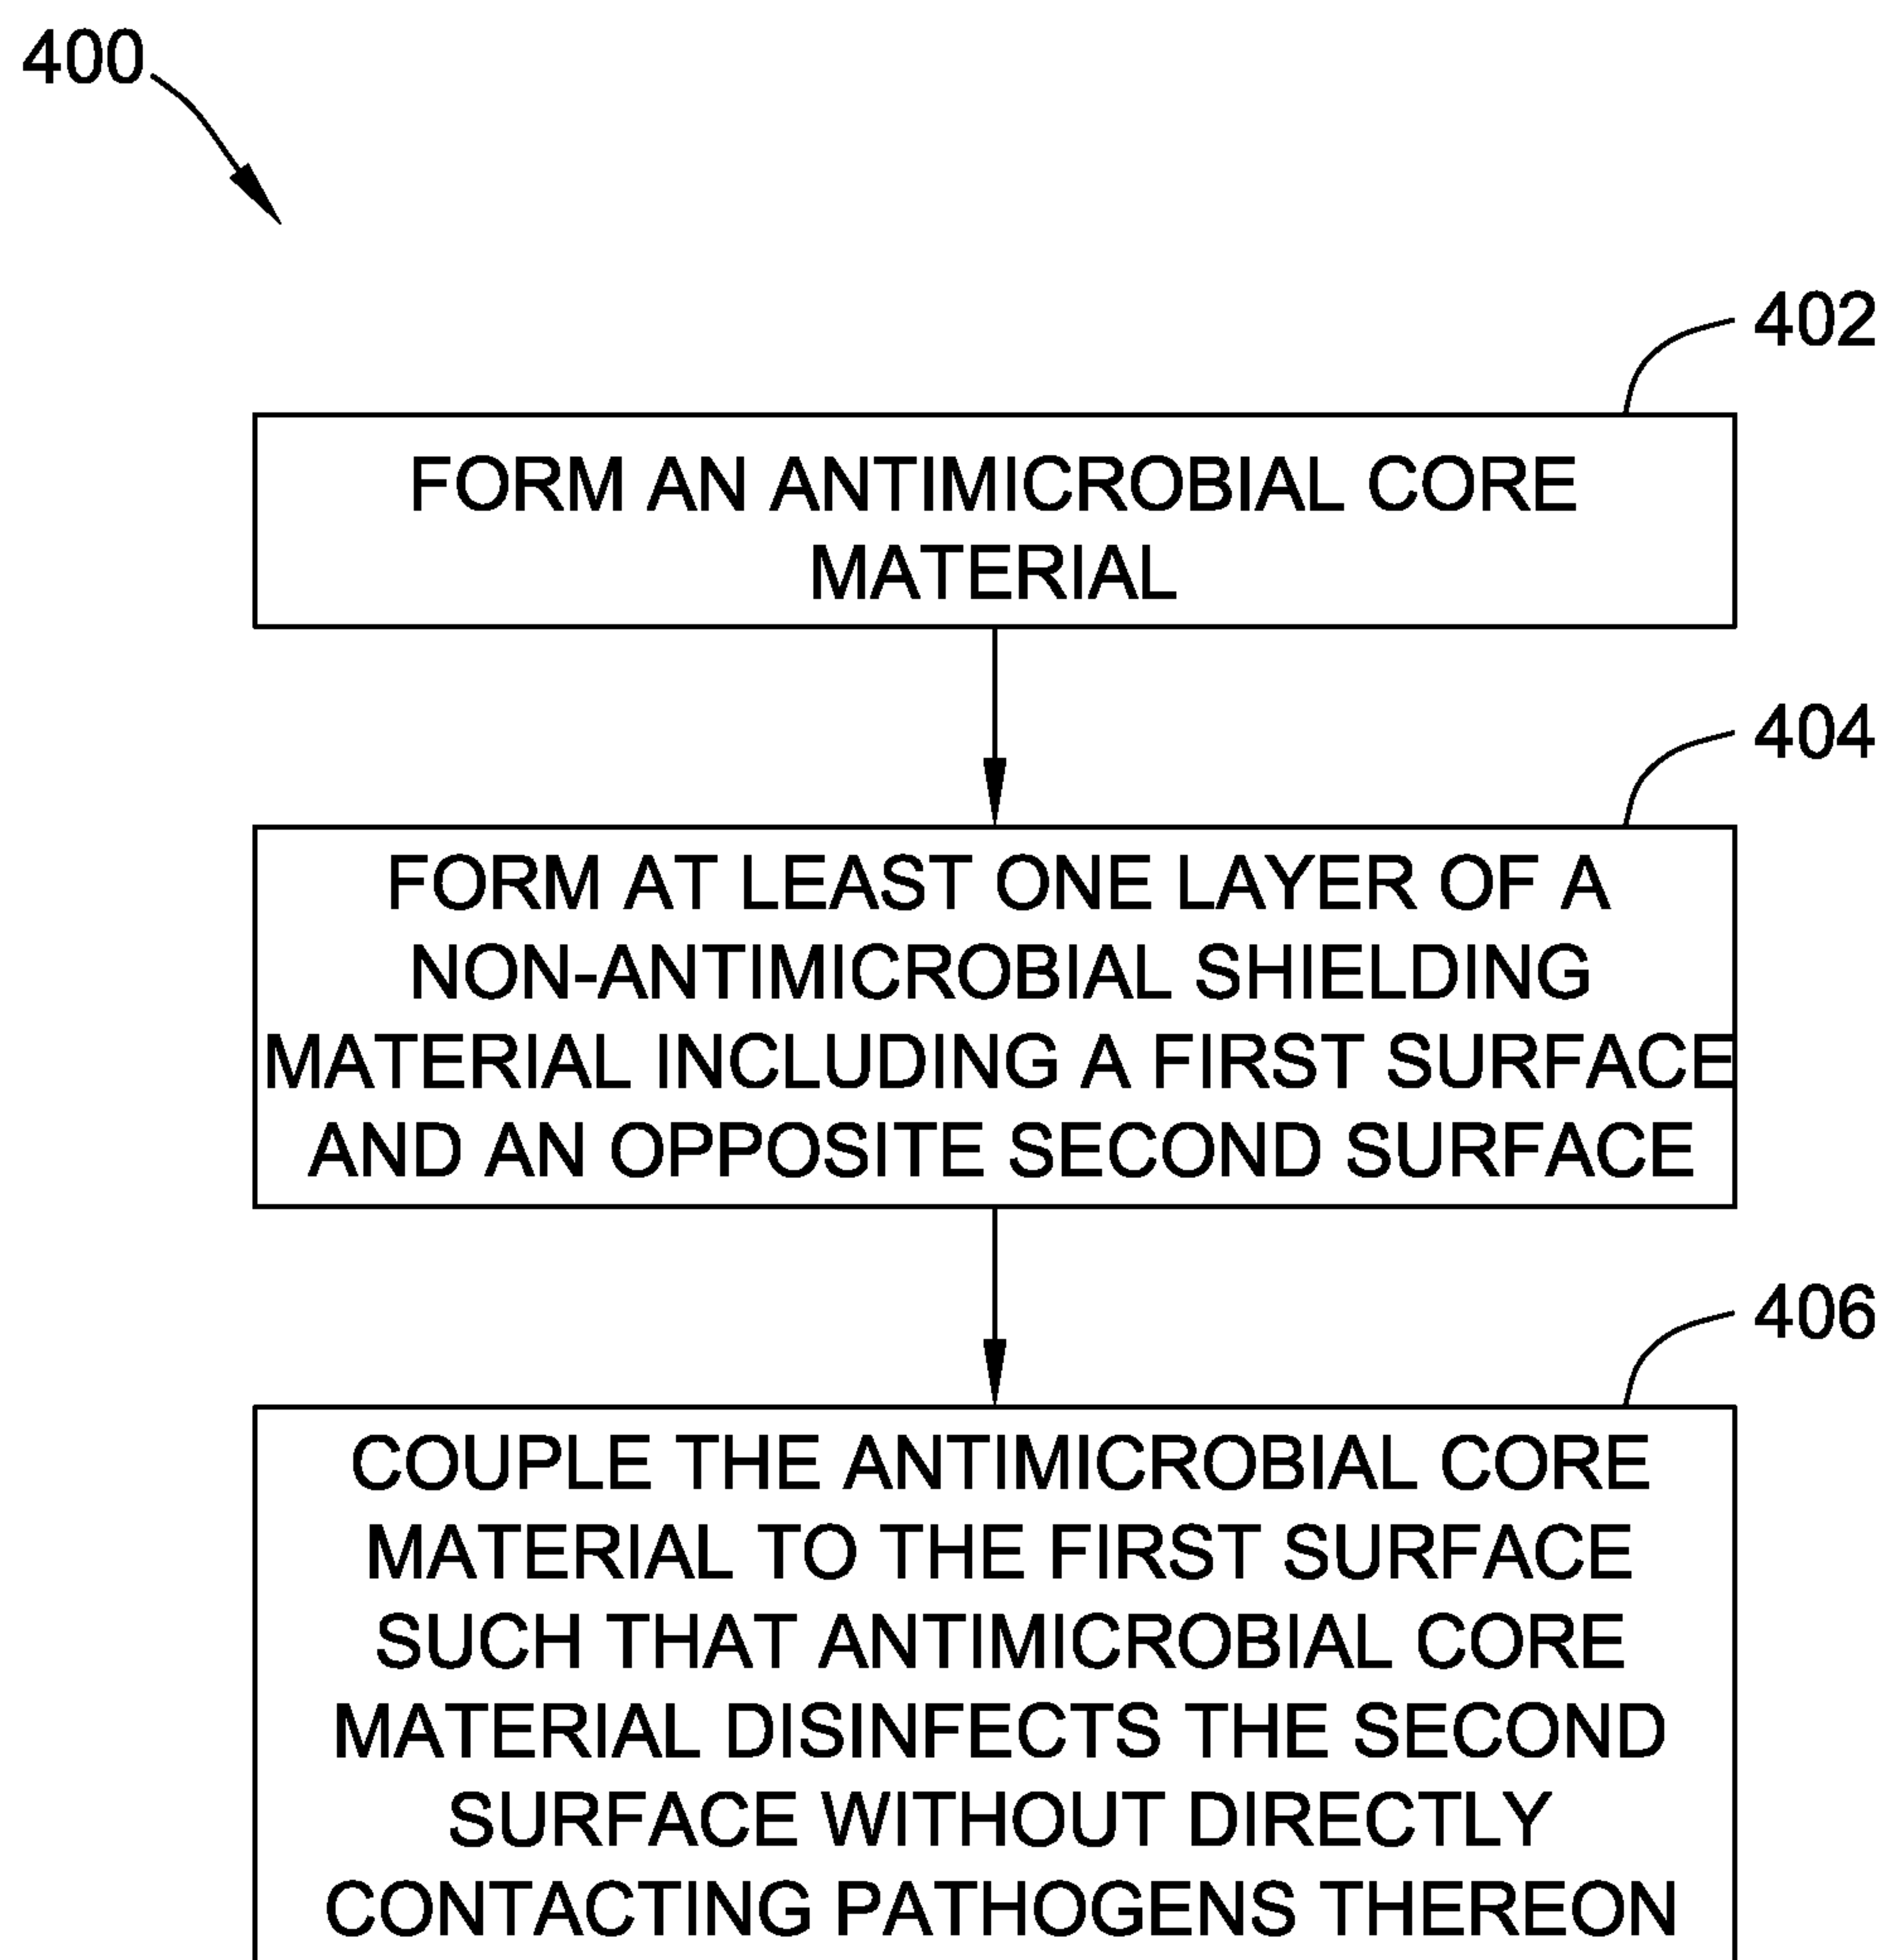 400
402
FORM AN ANTIMICROBIAL CORE
MATERIAL
404
FORM AT LEAST ONE LAYER OF A
NON-ANTIMICROBIAL SHIELDING
MATERIAL INCLUDING A FIRST SURFACE
AND AN OPPOSITE SECOND SURFACE
406
COUPLE THE ANTIMICROBIAL CORE
MATERIAL TO THE FIRST SURFACE
SUCH THAT ANTIMICROBIAL CORE
MATERIAL DISINFECTS THE SECOND
SURFACE WITHOUT DIRECTLY
CONTACTING PATHOGENS THEREON